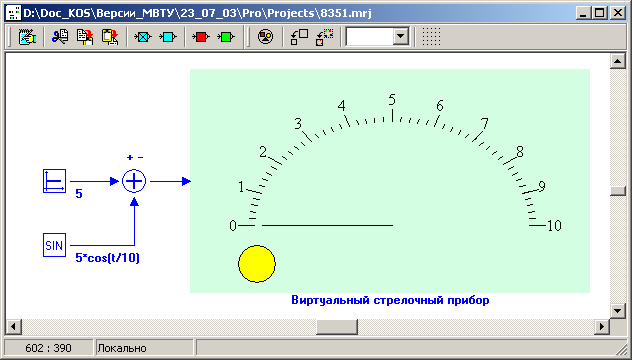 D:\Doc_KOS\Версии_МВТУ\23_07_03\Pro\Projects\8351.mrj
5
4
6
3
7
2
8
1
9
0
10
+ -
5
SIN
5*cos(t/10)
Виртуальный стрелочный прибор
602 : 390
Локально